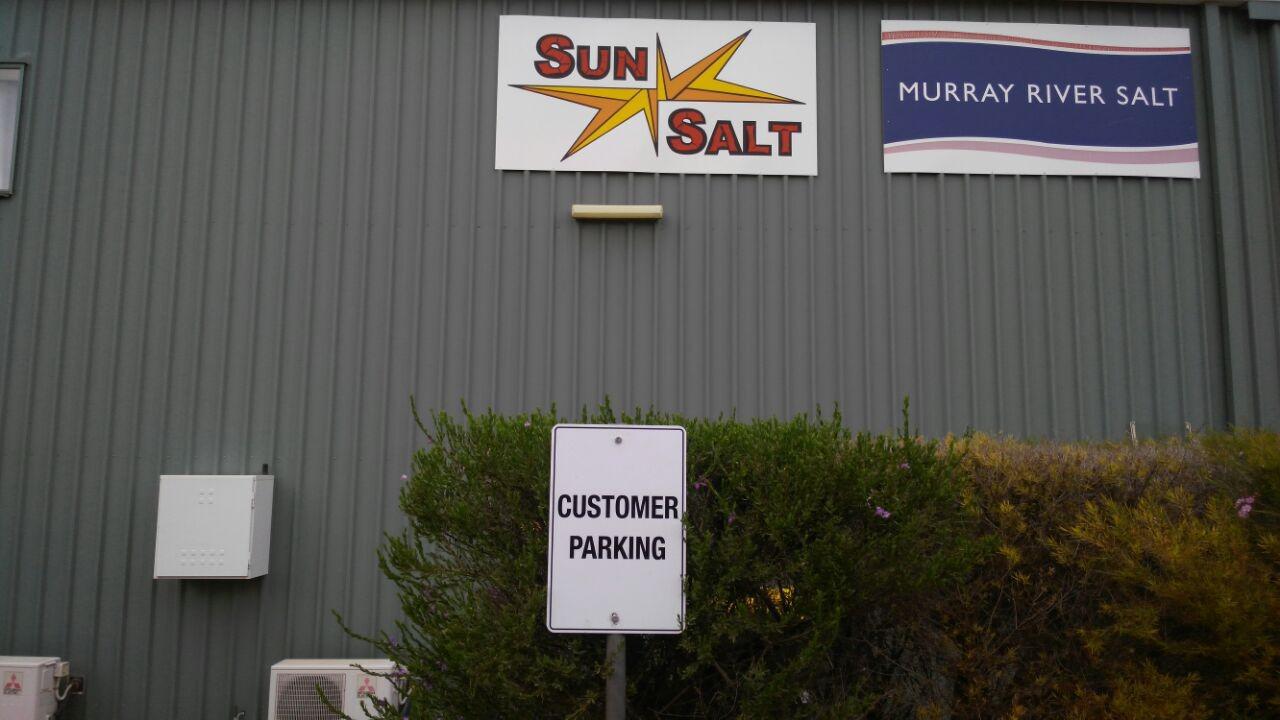 SUN
SALT
MURRAY RIVER SALT
CUSTOMER
PARKING